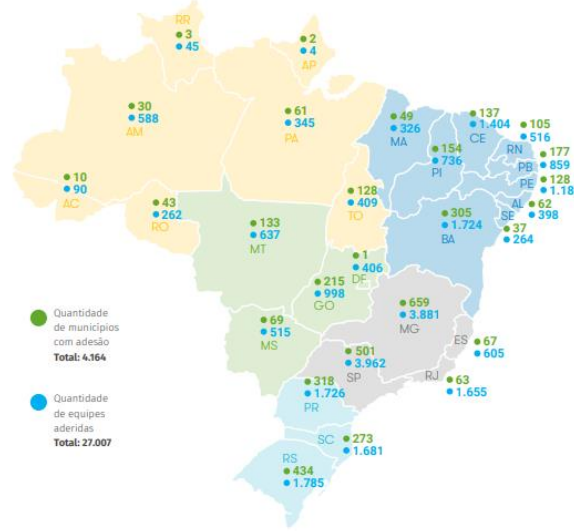 RR
3
45
2
4
AP
30
588
AM
61
345
PA
49
326
MA
137
1.404
CE
105
516
RN
154
736
PI
177
859
PB
128
1.18
PE
10
90
AC
43
262
RO
128
409
TO
62
398
AL
SE
37
264
305
1.724
BA
133
637
MT
1
406
DF
215
998
GO
659
3.881
MG
69
515
MS
501
3.962
SP
ES
67
605
RJ
63
1.655
318
1.726
PR
SC
273
1.681
RS
434
1.785
Quantidade
de municípios
com adesão
Total: 4.164
Quantidade
de equipes
aderidas
Total: 27.007